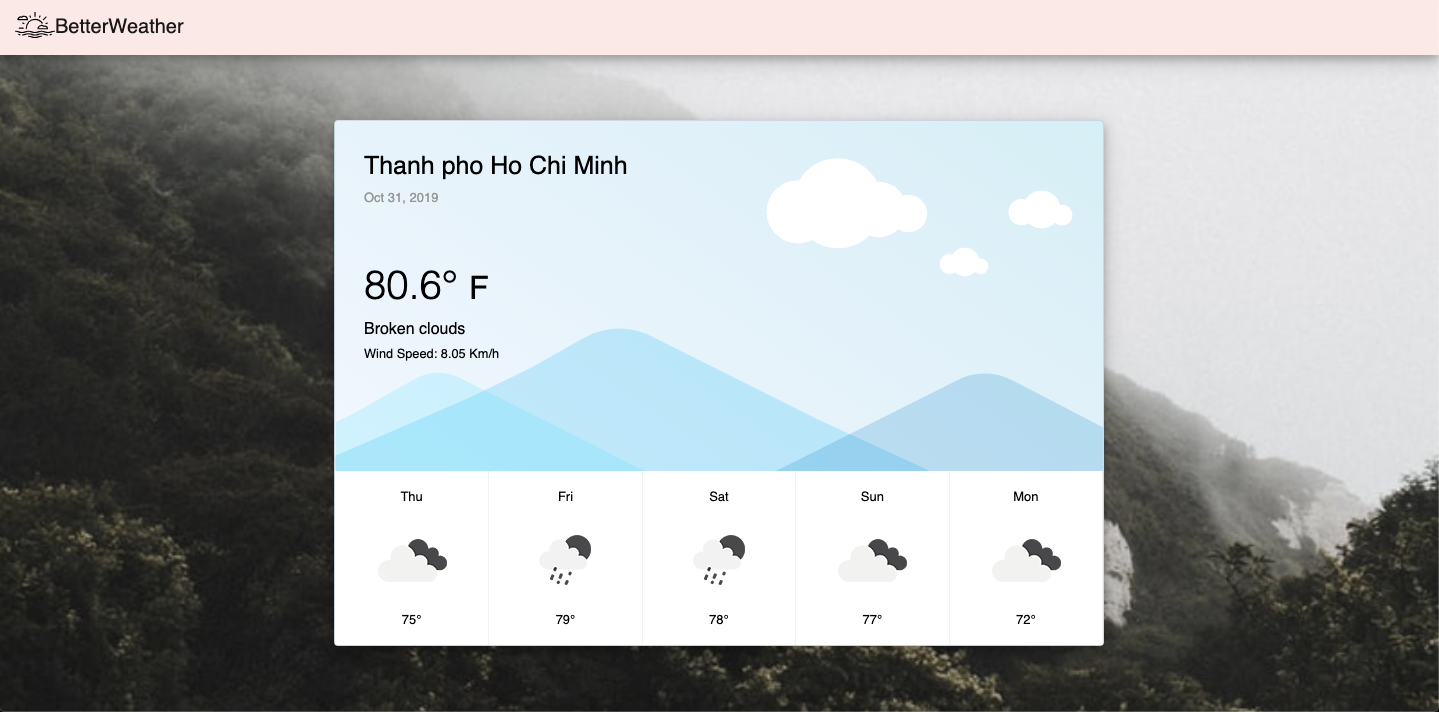 BetterWeather
Thanh pho Ho Chi Minh
Oct 31, 2019
80.6° F
Broken clouds
Wind Speed: 8.05 Km/h
Thu Fri Sat Sun Mon
75° 79° 78° 77° 72°